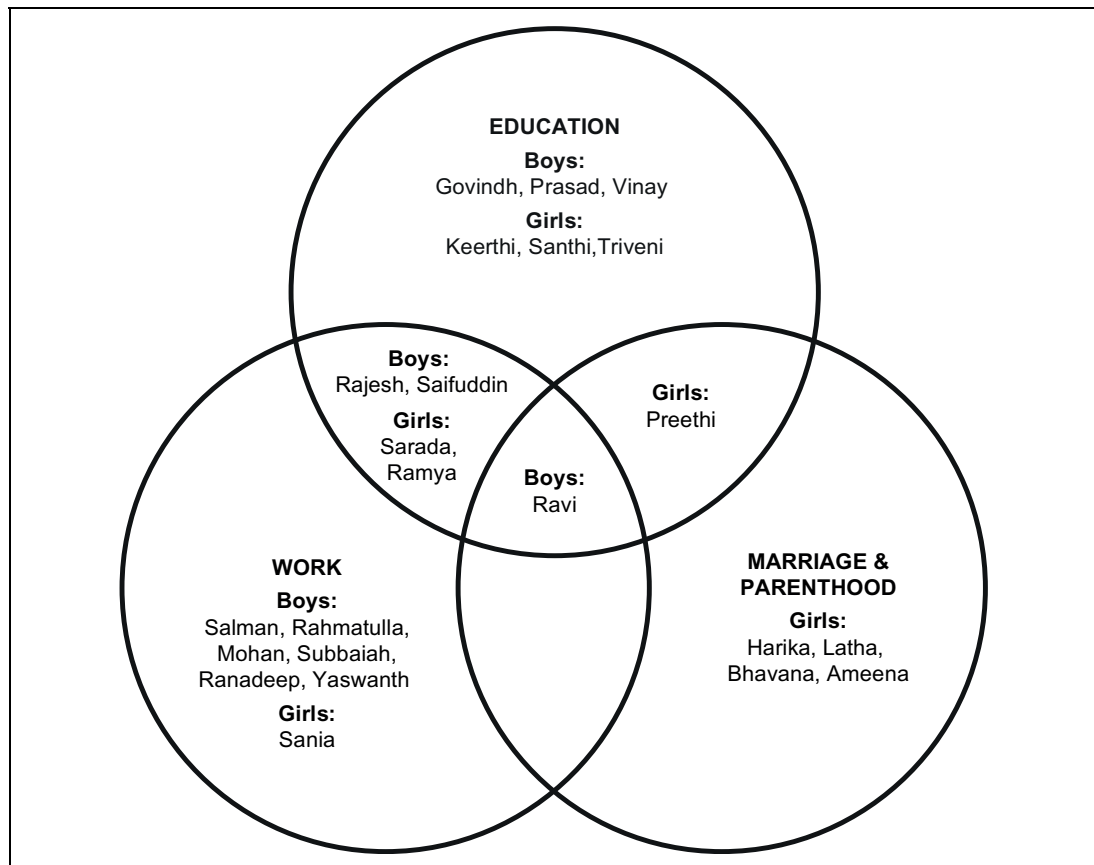 EDUCATION
Boys:
Govindh, Prasad, Vinay
Girls:
Keerthi, Santhi,Triveni
Boys:
Rajesh, Saifuddin
Girls:
Sarada,
Ramya
Girls:
Preethi
Boys:
Ravi
WORK
Boys:
Salman, Rahmatulla,
Mohan, Subbaiah,
Ranadeep, Yaswanth
Girls:
Sania
MARRIAGE &
PARENTHOOD
Girls:
Harika, Latha,
Bhavana, Ameena